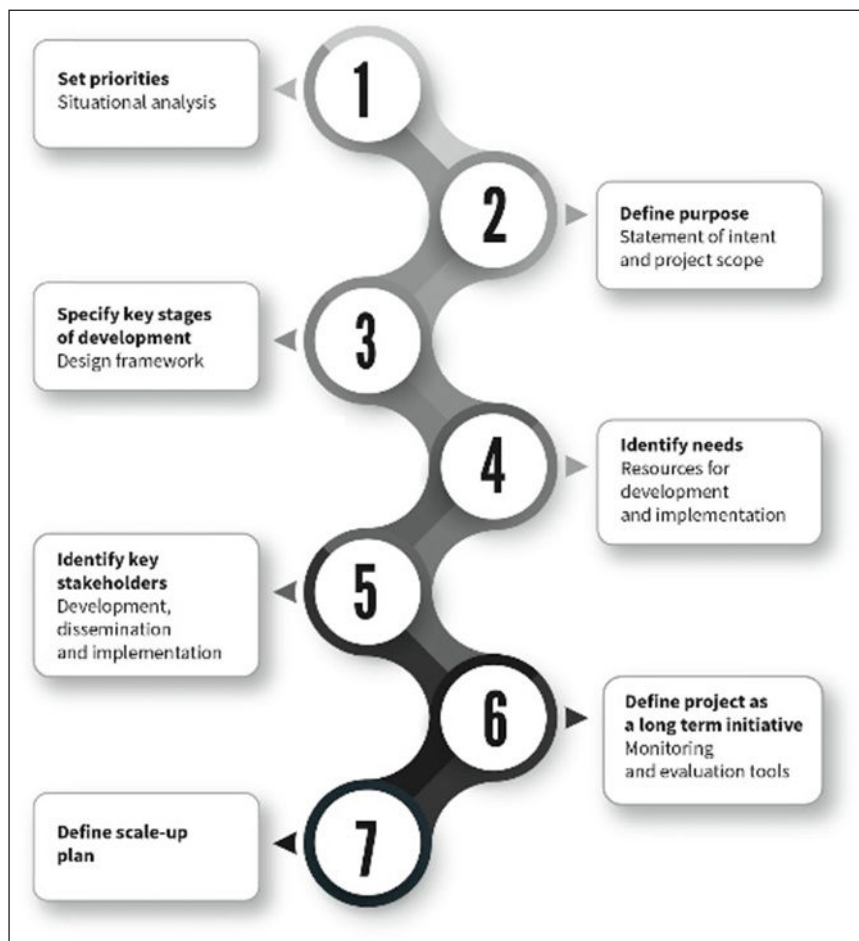 1
Set priorities
Situational analysis
2
Define purpose
Statement of intent
and project scope
3
Specify key stages
of development
Design framework
4
Identify needs
Resources for
development
and implementation
5
Identify key
stakeholders
Development,
dissemination
and implementation
6
Define project as
a long term initiative
Monitoring
and evaluation tools
7
Define scale-up
plan